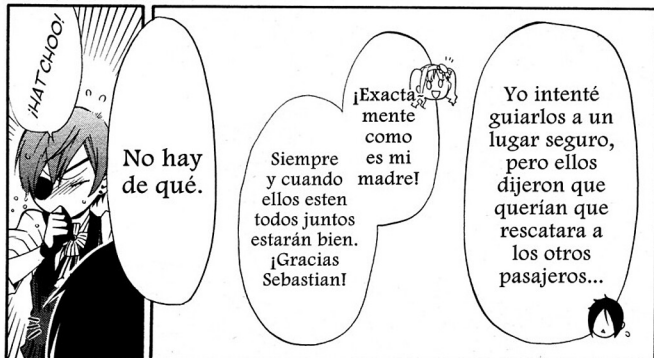 Yo intenté
guiarlos a un
lugar seguro,
pero ellos
dijeron que
querían que
rescatara a
los otros
pasajeros...
¡Exacta-
mente
como
es mi
madre!
Siempre
y cuando
ellos esten
todos juntos
estarán bien.
¡Gracias
Sebastian!
No hay
de qué.
¡HATCHOO!